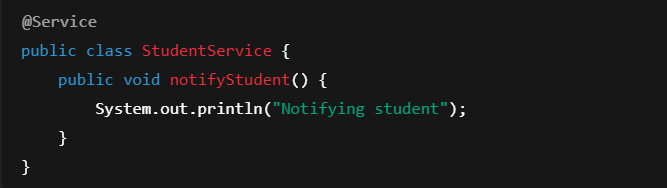 @Service
public class StudentService {
    public void notifyStudent() {
        System.out.println("Notifying student");
    }
}